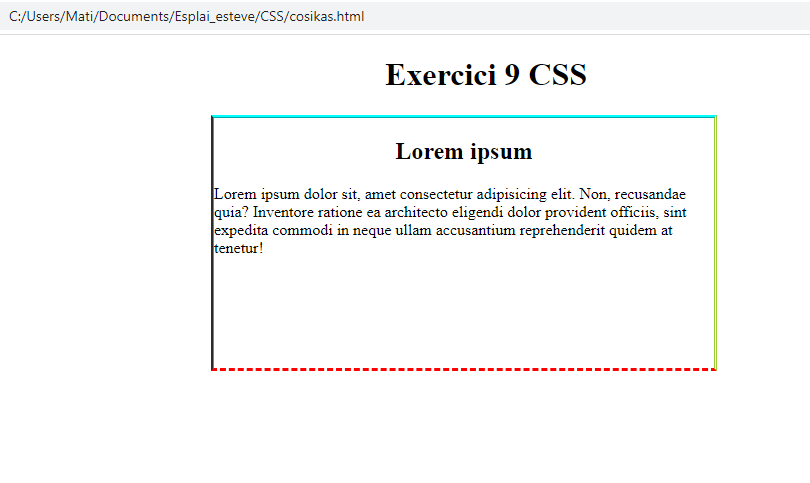 C:/Users/Mati/Documents/Esplai_esteve/CSS/cosikas.html
Exercici 9 CSS
Lorem ipsum
Lorem ipsum dolor sit, amet consectetur adipisicing elit. Non, recusandae
quia? Inventore ratione ea architecto eligendi dolor provident officiis, sint
expedita commodi in neque ullam accusantium reprehenderit quidem at
tenetur!